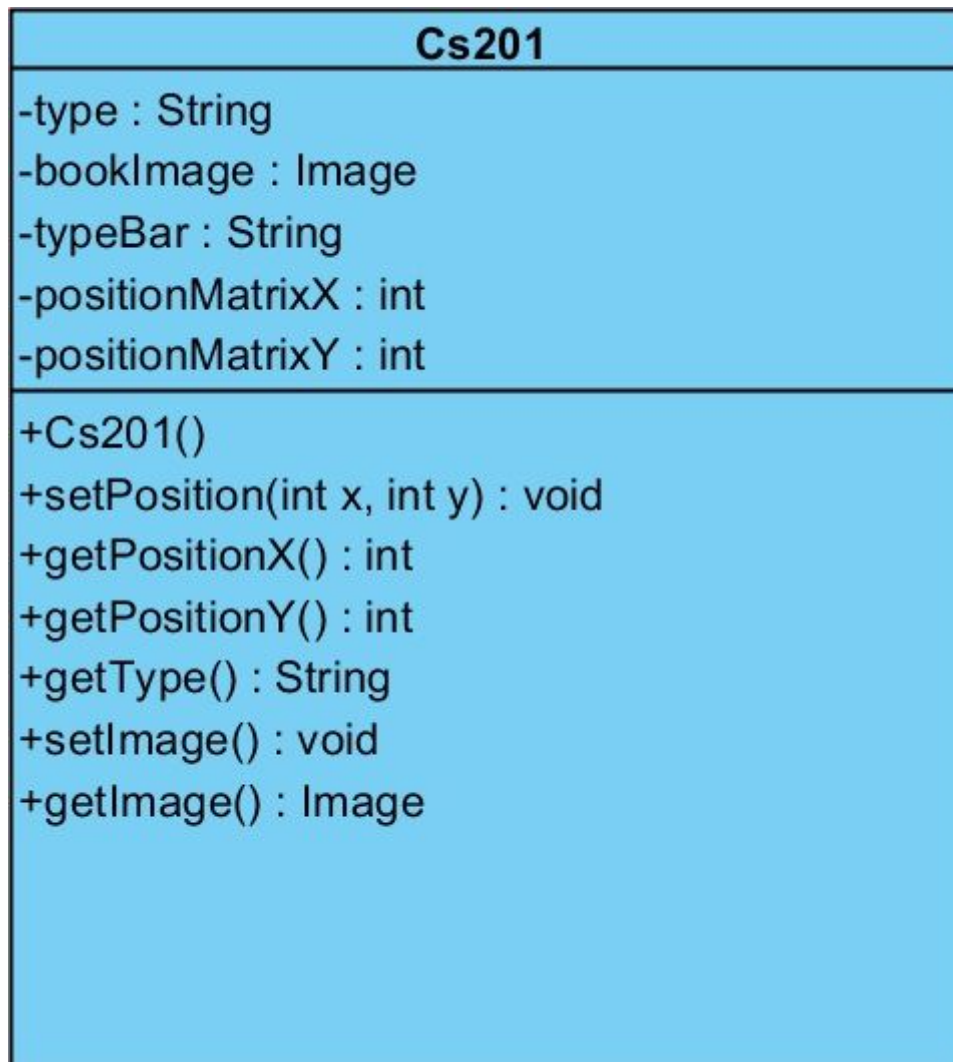 Cs201
-type : String
-bookImage : Image
-typeBar : String
-positionMatrixX : int
-positionMatrixY : int
+Cs201()
+setPosition(int x, int y) : void
+getPositionX() : int
+getPositionY() : int
+getType() : String
+setImage() : void
+getImage() : Image